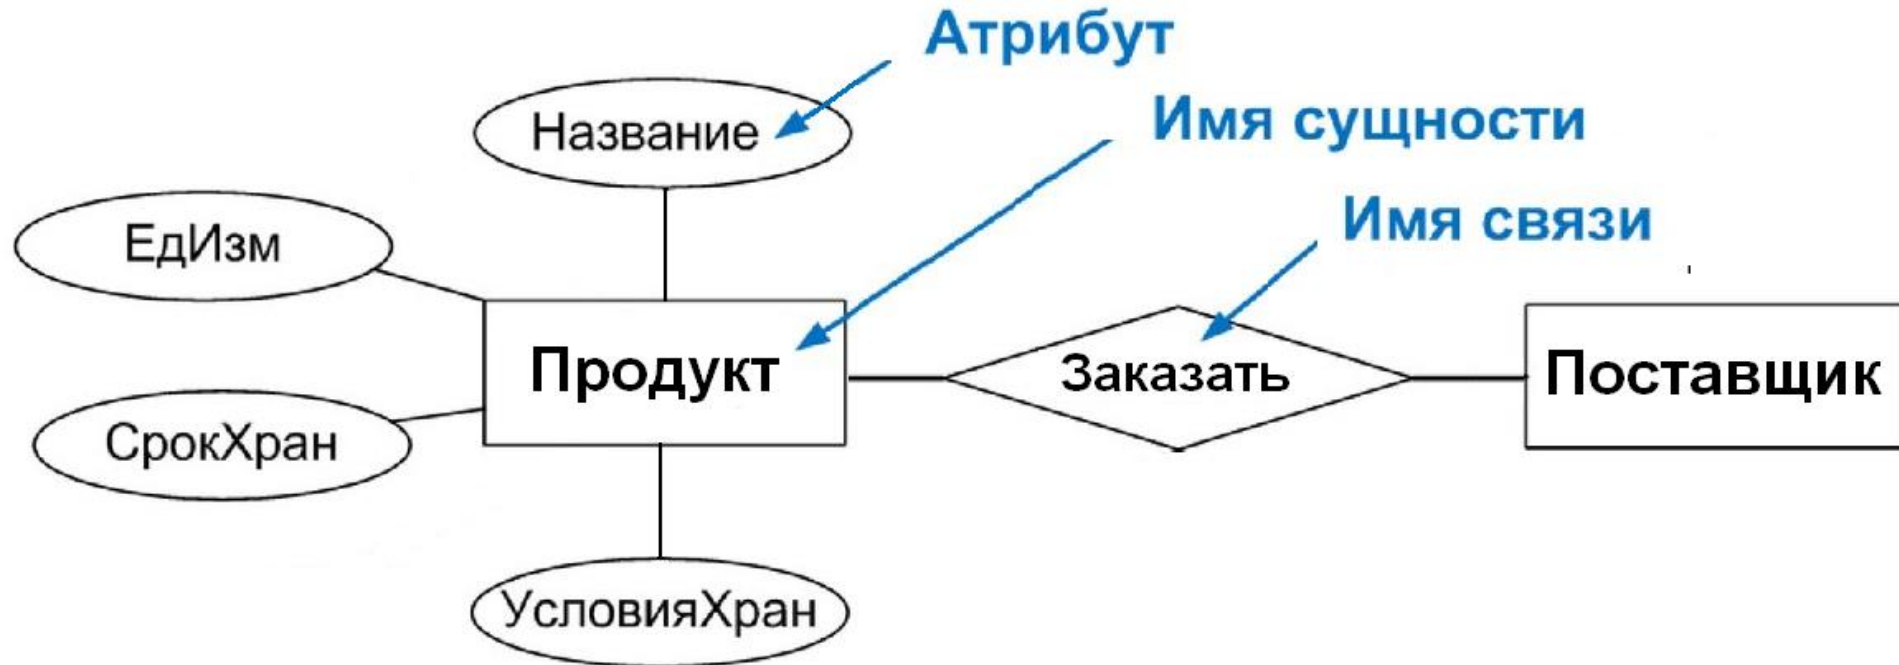 Атрибут
Имя сущности
Название
Имя связи
ЕдИзм
Продукт
Заказать
Поставщик
СрокХран
УсловияХран